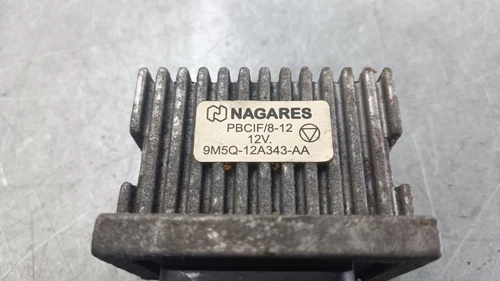 NAGARES
PBCIF/8-12
12V.
9M5Q-12A343-AA